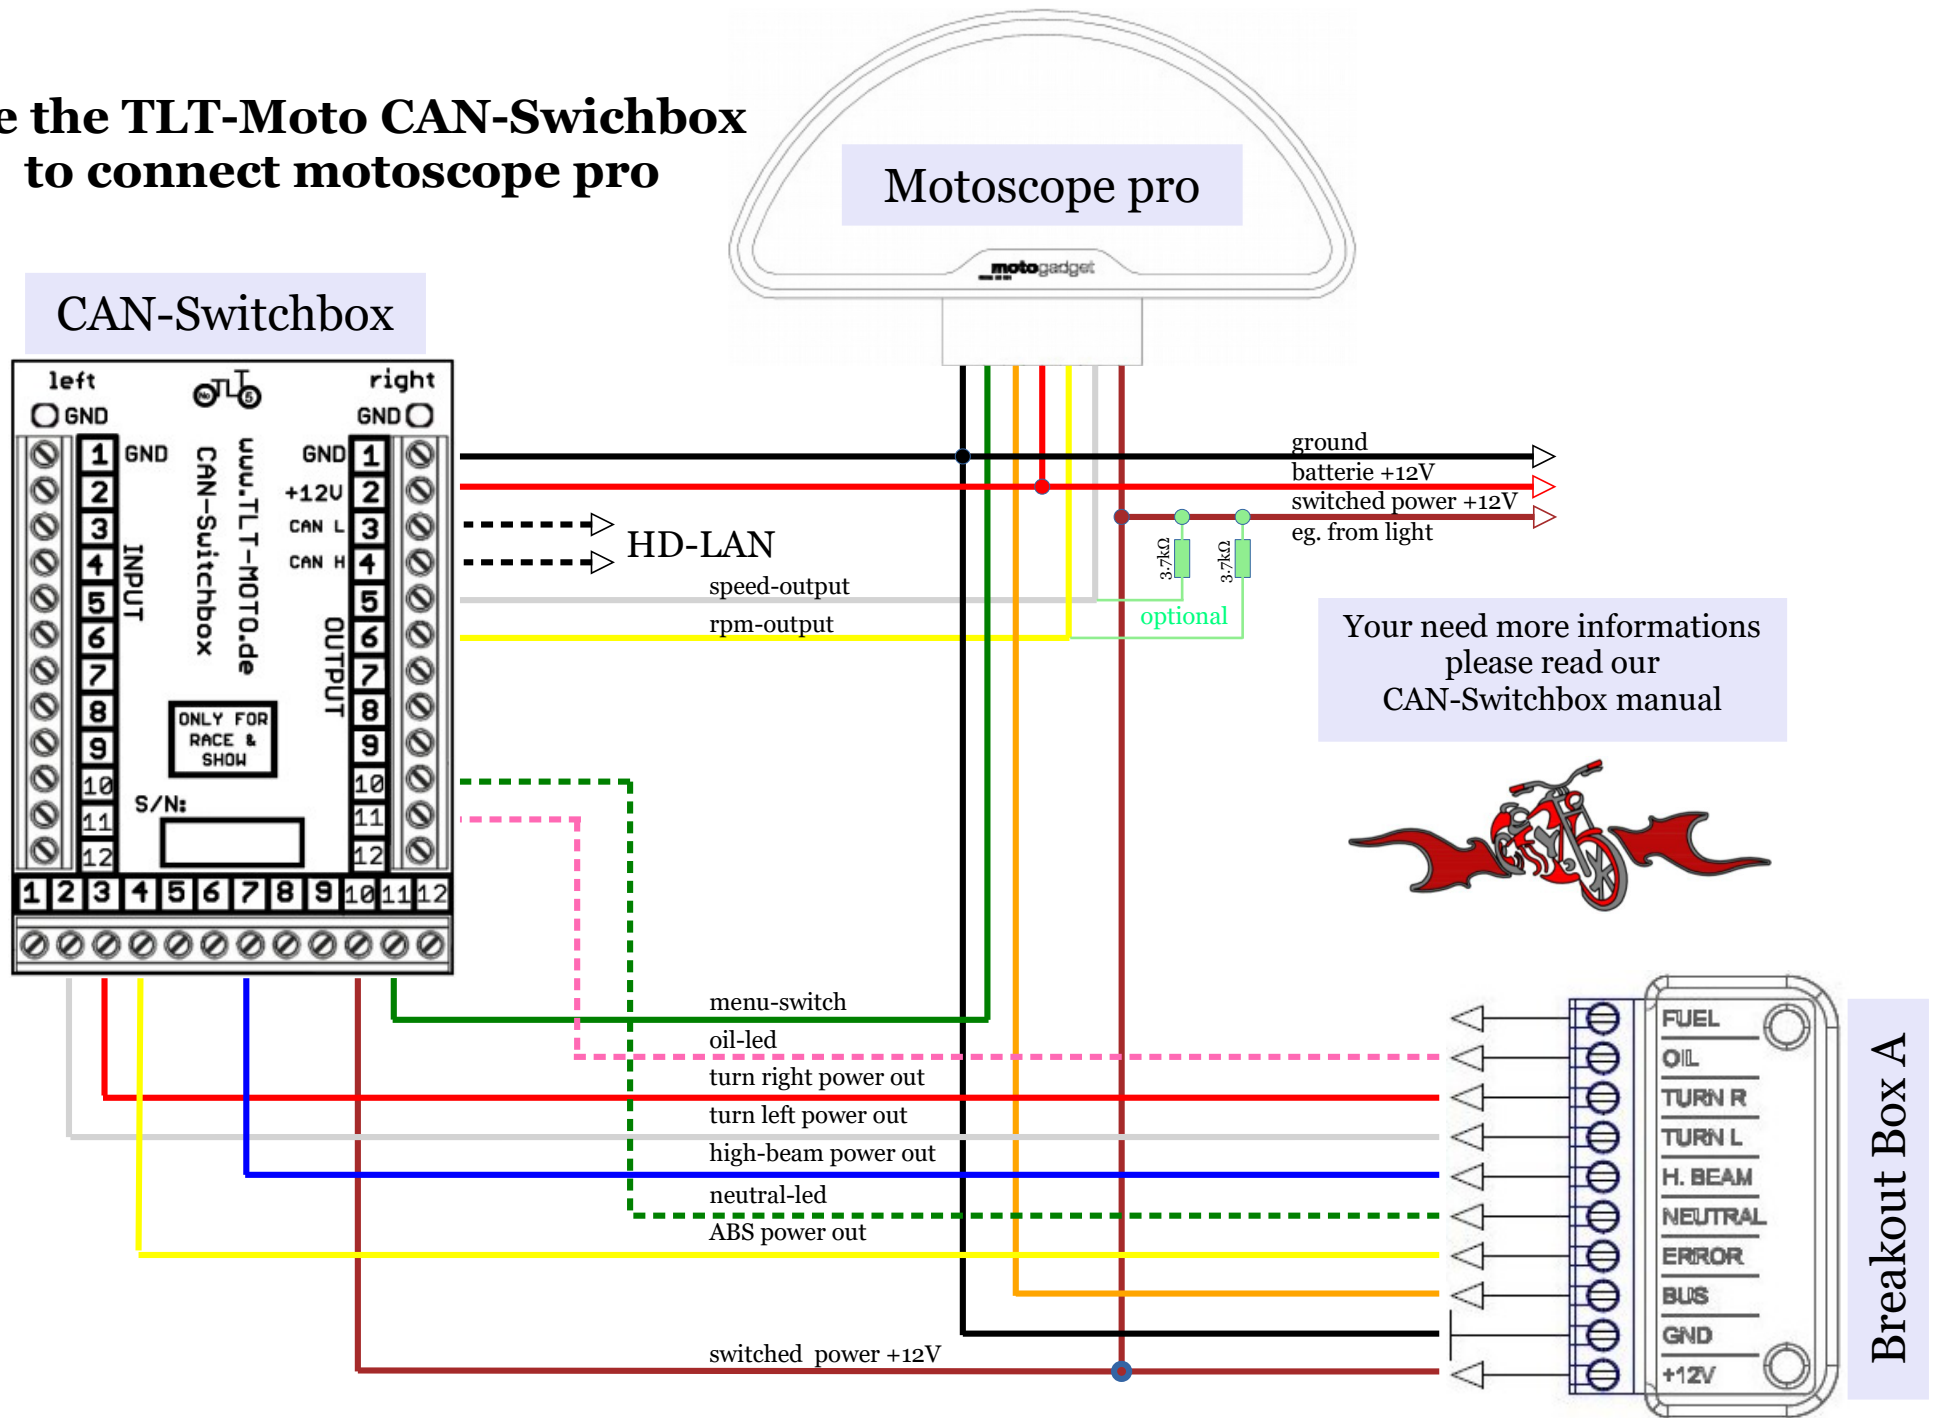 e the TLT-Moto CAN-Swichbox
to connect motoscope pro
Motoscope pro
motogadget
CAN-Switchbox
left
No TLT 5
right
GND
GND
1 GND
GND 1
2
+12V 2
3
CAN L 3
4
CAN H 4
5
5
6
6
7
7
8
8
9
9
10
10
11
11
12
12
INPUT
CAN-Switchbox
www.TLT-MOTO.de
OUTPUT
ONLY FOR
RACE &
SHOW
S/N:
1 2 3 4 5 6 7 8 9 10 11 12
ground
batterie +12V
switched power +12V
eg. from light
HD-LAN
3.7kΩ
3.7kΩ
speed-output
optional
rpm-output
Your need more informations
please read our
CAN-Switchbox manual
menu-switch
oil-led
turn right power out
turn left power out
high-beam power out
neutral-led
ABS power out
switched power +12V
FUEL
OIL
TURN R
TURN L
H. BEAM
NEUTRAL
ERROR
BUS
GND
+12V
Breakout Box A